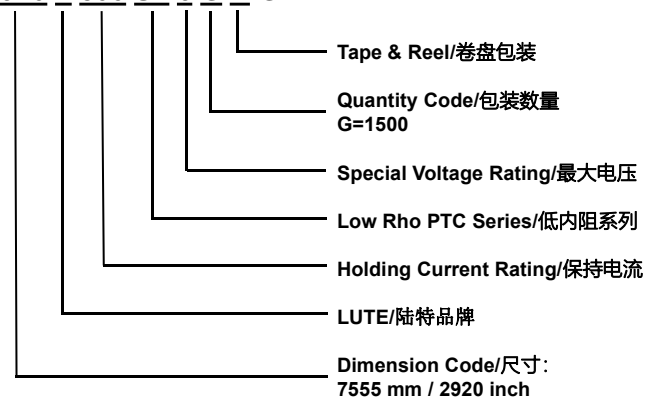 Tape & Reel/卷盘包装
Quantity Code/包装数量
G=1500
Special Voltage Rating/最大电压
Low Rho PTC Series/低内阻系列
Holding Current Rating/保持电流
LUTE/陆特品牌
Dimension Code/尺寸：
7555 mm / 2920 inch